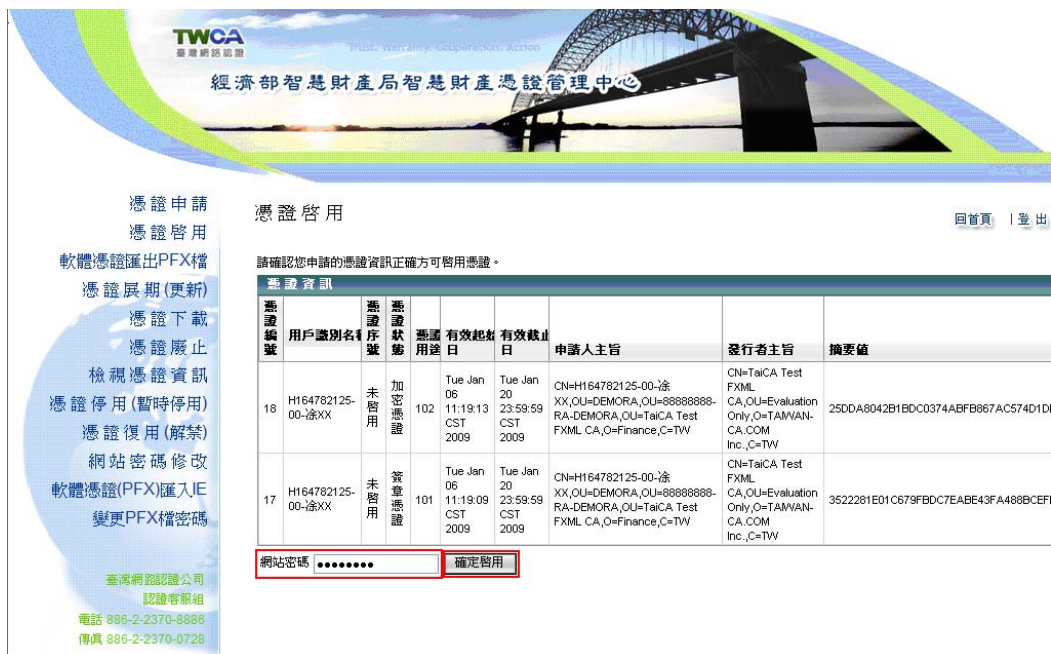 TWCA
臺灣網路認證
Trust. Warranty. Cooperation. Action
經濟部智慧財產局智慧財產憑證管理中心
憑證申請
憑證啓用
軟體憑證匯出PFX檔
憑證展期(更新)
憑證下載
憑證廢止
檢視憑證資訊
憑證停用(暫時停用)
憑證復用(解禁)
網站密碼修改
軟體憑證(PFX)匯入IE
變更PFX檔密碼
臺灣網路認證公司
認證客服組
電話 886-2-2370-8886
傳真 886-2-2370-0728
憑證啓用
回首頁 | 登出
請確認您申請的憑證資訊正確方可啓用憑證。
憑證資訊
憑證編號 用戶識別名稱 憑證序號 憑證狀態 憑證用途 有效起始日 有效截止日 申請人主旨 發行者主旨 摘要值
18 H164782125-00-凃XX 未啓用 加密憑證 102 Tue Jan 06 11:19:13 CST 2009 Tue Jan 20 23:59:59 CST 2009 CN=H164782125-00-凃XX,OU=DEMORA,OU=88888888-RA-DEMORA,OU=TaiCA Test FXML CA,O=Finance,C=TW CN=TaiCA Test FXML CA,OU=Evaluation Only,O=TAIWAN-CA.COM Inc.,C=TW 25DDA8042B1BDC0374ABFB867AC574D1D
17 H164782125-00-凃XX 未啓用 簽章憑證 101 Tue Jan 06 11:19:09 CST 2009 Tue Jan 20 23:59:59 CST 2009 CN=H164782125-00-凃XX,OU=DEMORA,OU=88888888-RA-DEMORA,OU=TaiCA Test FXML CA,O=Finance,C=TW CN=TaiCA Test FXML CA,OU=Evaluation Only,O=TAIWAN-CA.COM Inc.,C=TW 3522281E01C679FBDC7EABE43FA488BCEF
網站密碼 ●●●●●●●● 確定啓用